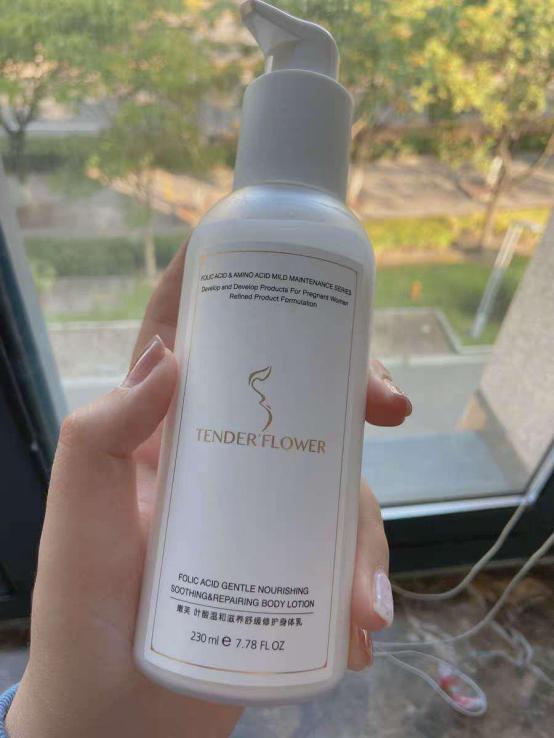 FOLIC ACID & AMINO ACID MILD MAINTENANCE SERIES
Develop and Develop Products For Pregnant Women
Refined Product Formulation
TENDER FLOWER
FOLIC ACID GENTLE NOURISHING
SOOTHING&REPAIRING BODY LOTION
嫩芙 叶酸温和滋养舒缓修护身体乳
230 ml e 7.78 FL OZ